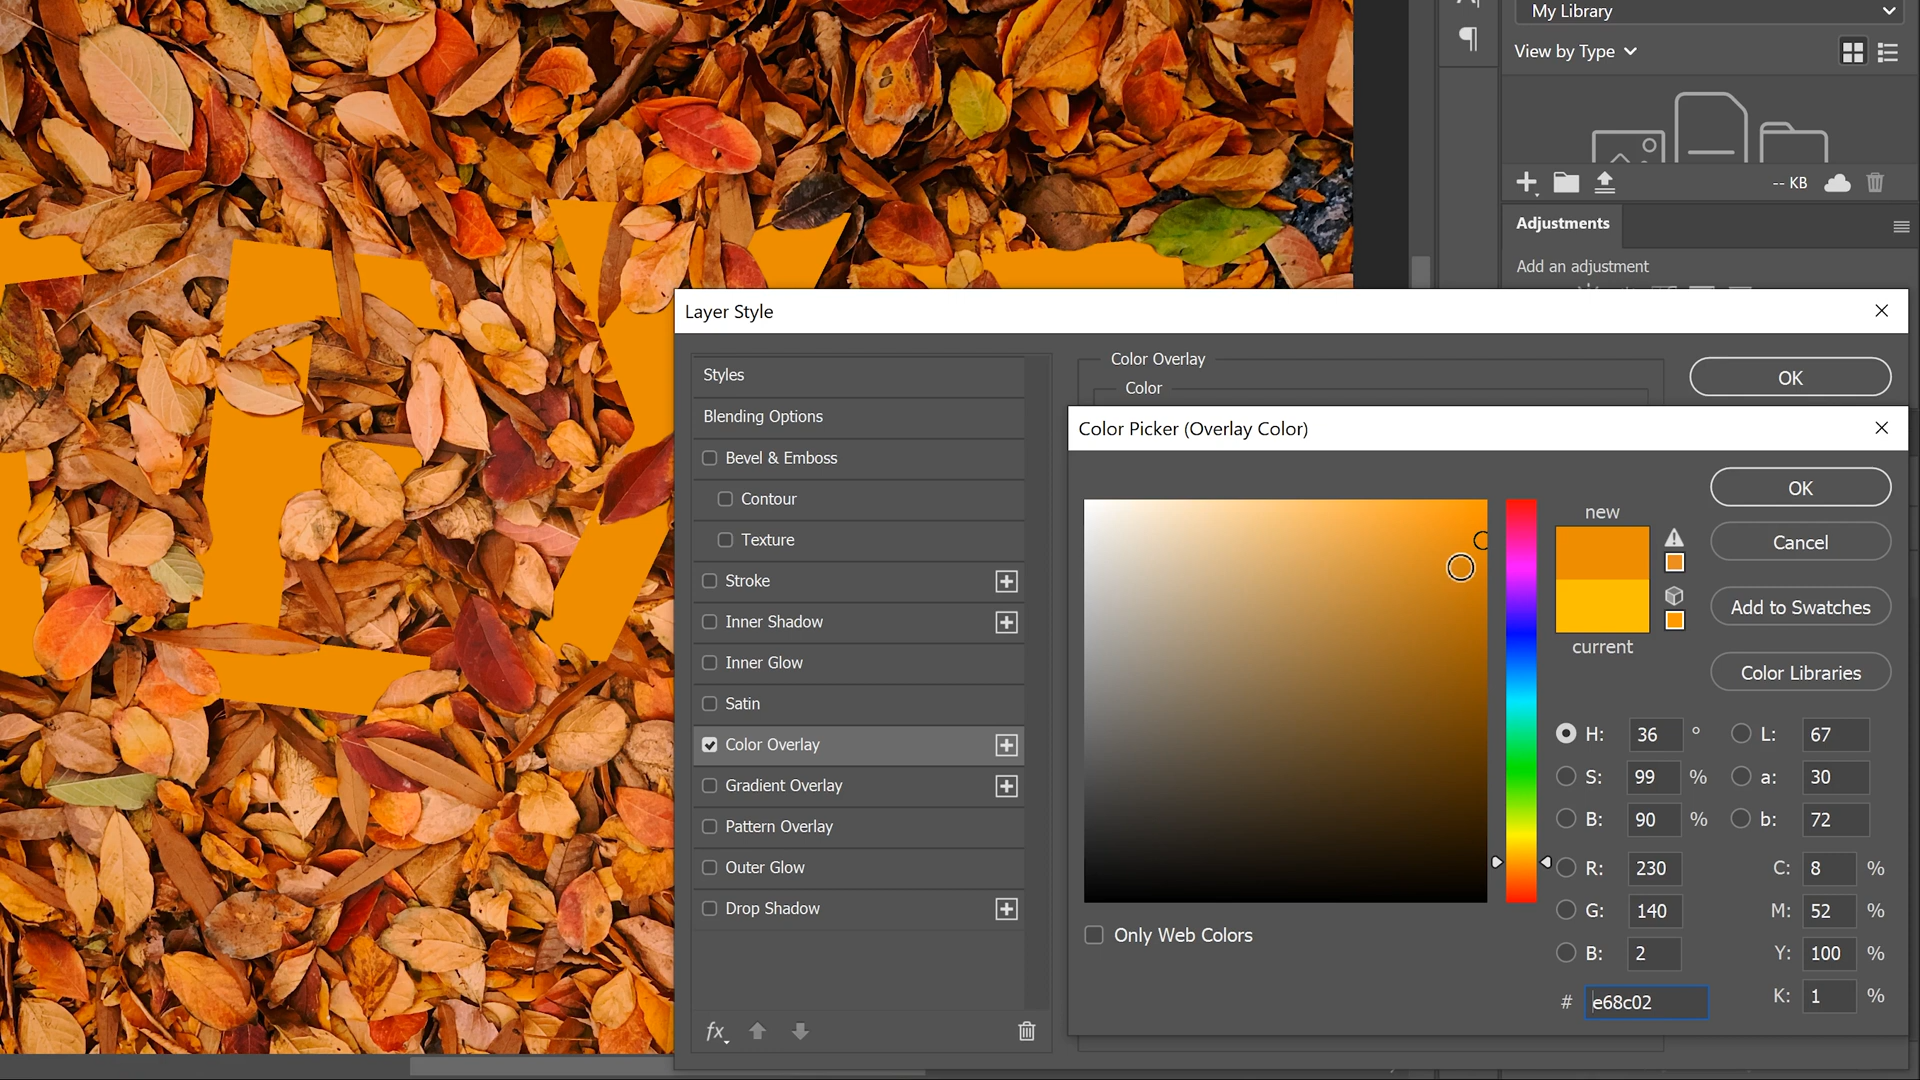 My Library
View by Type
-- KB
Adjustments
Add an adjustment
Layer Style
Styles
Blending Options
Bevel & Emboss
Contour
Texture
Stroke
Inner Shadow
Inner Glow
Satin
Color Overlay
Gradient Overlay
Pattern Overlay
Outer Glow
Drop Shadow
fx
Color Overlay
Color
OK
Color Picker (Overlay Color)
new
current
OK
Cancel
Add to Swatches
Color Libraries
H: 36 ° L: 67
S: 99 % a: 30
B: 90 % b: 72
R: 230 C: 8 %
G: 140 M: 52 %
B: 2 Y: 100 %
# e68c02 K: 1 %
Only Web Colors